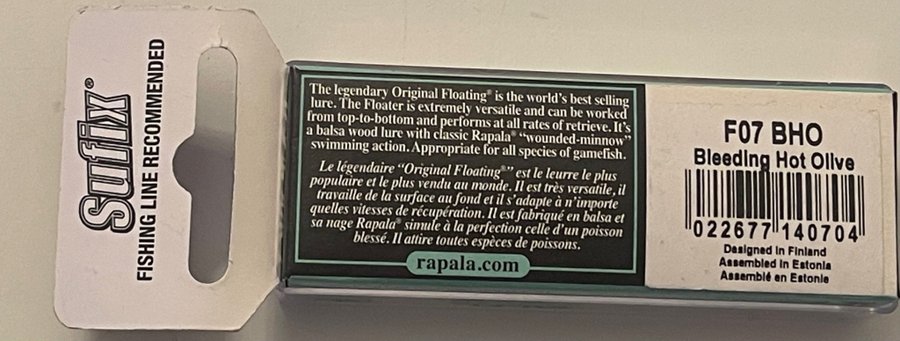 Sufix®
FISHING LINE RECOMMENDED
The legendary Original Floating® is the world's best selling
lure. The Floater is extremely versatile and can be worked
from top-to-bottom and performs at all rates of retrieve. It's
a balsa wood lure with classic Rapala® "wounded-minnow"
swimming action. Appropriate for all species of gamefish.
Le légendaire "Original Floating®" est le leurre le plus
populaire et le plus vendu au monde. Il est très versatile, il
travaille de la surface au fond et il s'adapte à n'importe
quelles vitesses de récupération. Il est fabriqué en balsa et
sa nage Rapala® simule à la perfection celle d'un poisson
blessé. Il attire toutes espèces de poissons.
rapala.com
F07 BHO
Bleeding Hot Olive
022677 140704
Designed in Finland
Assembled in Estonia
Assemblé en Estonie